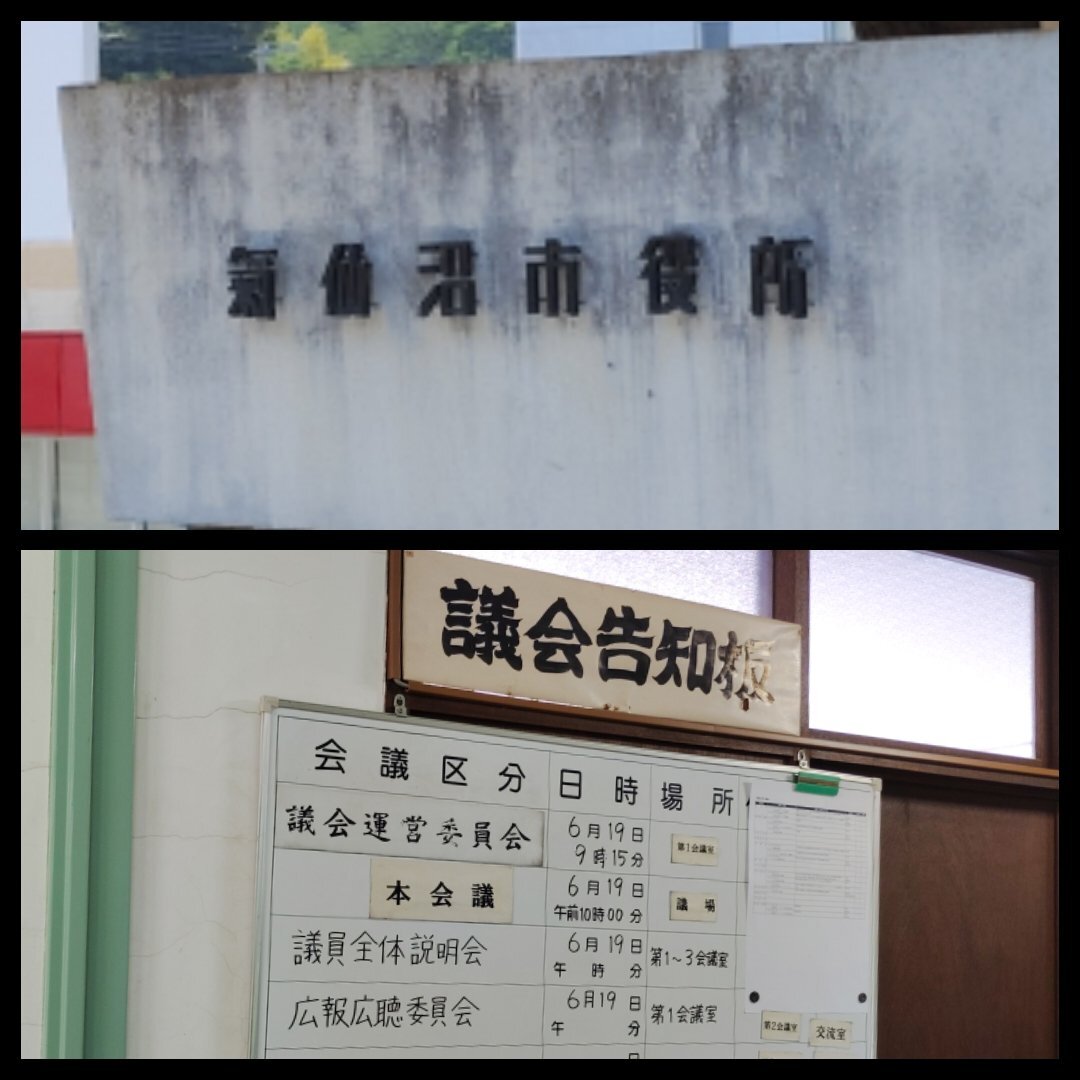 気仙沼市役所
議会告知板
会議区分 日時 場所
議会運営委員会 6月19日 9時15分 第1会議室
本会議 6月19日 午前10時00分 議場
議員全体説明会 6月19日 午 時 分 第1～3会議室
広報広聴委員会 6月19日 午 分 第1会議室
第2会議室 交流室